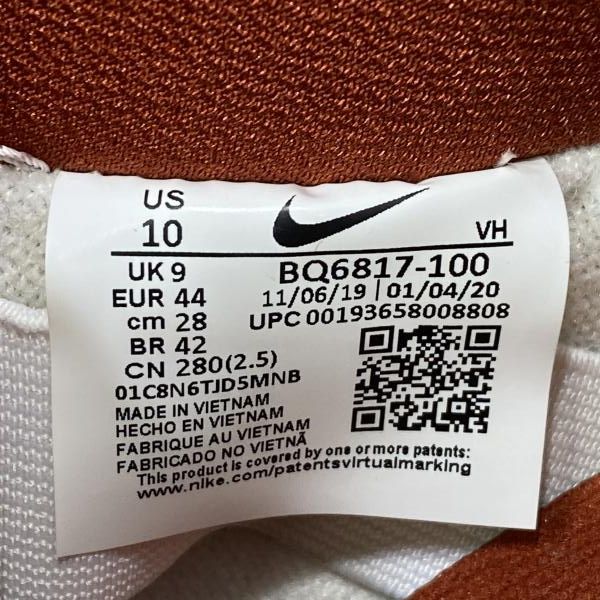 US
10
VH
UK 9
EUR 44
cm 28
BR 42
CN 280(2.5)
BQ6817-100
11/06/19 | 01/04/20
UPC 00193658008808
01C8N6TJD5MNB
MADE IN VIETNAM
HECHO EN VIETNAM
FABRIQUE AU VIETNAM
FABRICADO NO VIETNÃ
This product is covered by one or more patents:
www.nike.com/patentsvirtualmarking